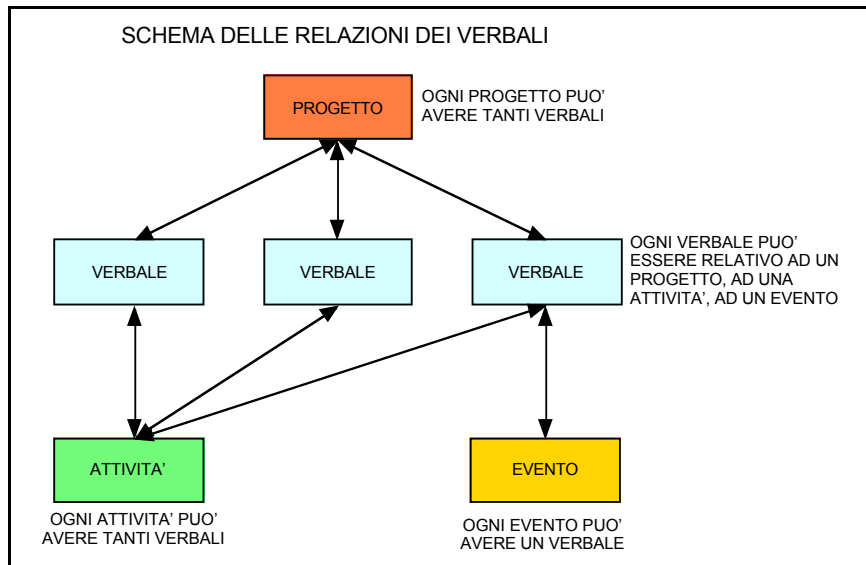 SCHEMA DELLE RELAZIONI DEI VERBALI
PROGETTO
OGNI PROGETTO PUO'
AVERE TANTI VERBALI
VERBALE
VERBALE
VERBALE
OGNI VERBALE PUO'
ESSERE RELATIVO AD UN
PROGETTO, AD UNA
ATTIVITA', AD UN EVENTO
ATTIVITA'
EVENTO
OGNI ATTIVITA' PUO'
AVERE TANTI VERBALI
OGNI EVENTO PUO'
AVERE UN VERBALE